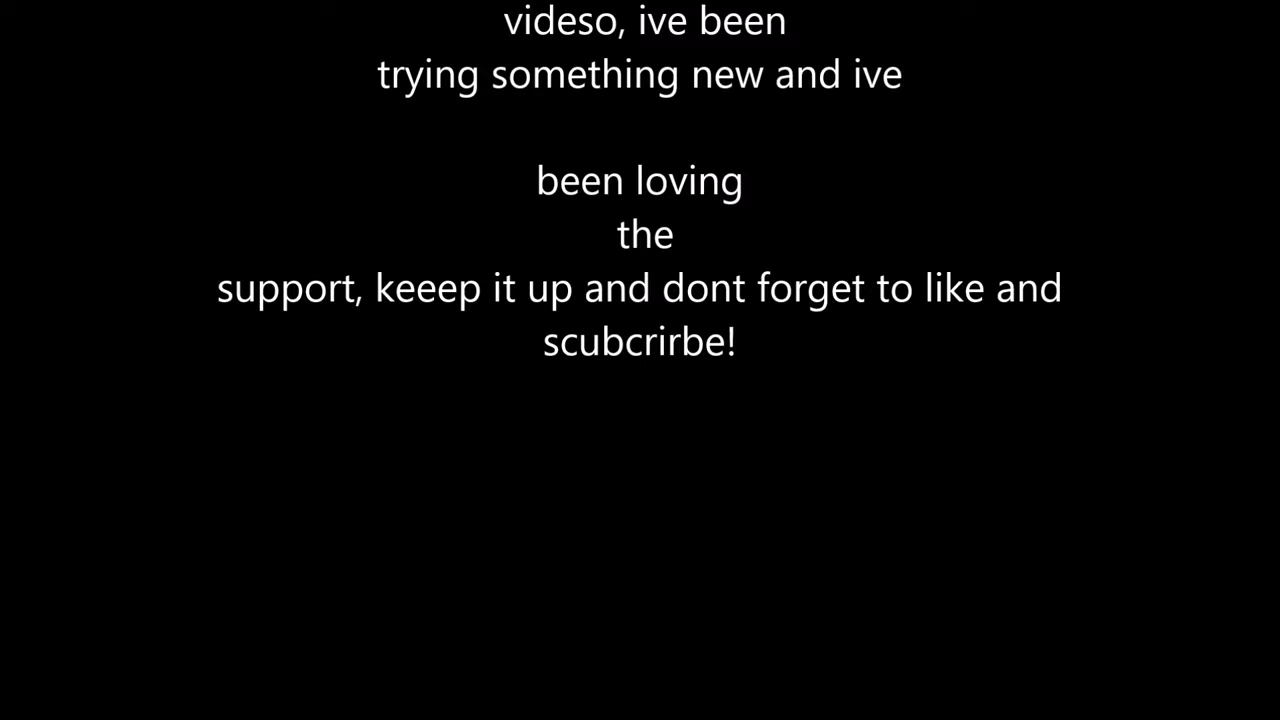 videso, ive been
trying something new and ive
been loving
the
support, keeep it up and dont forget to like and
scubcrirbe!